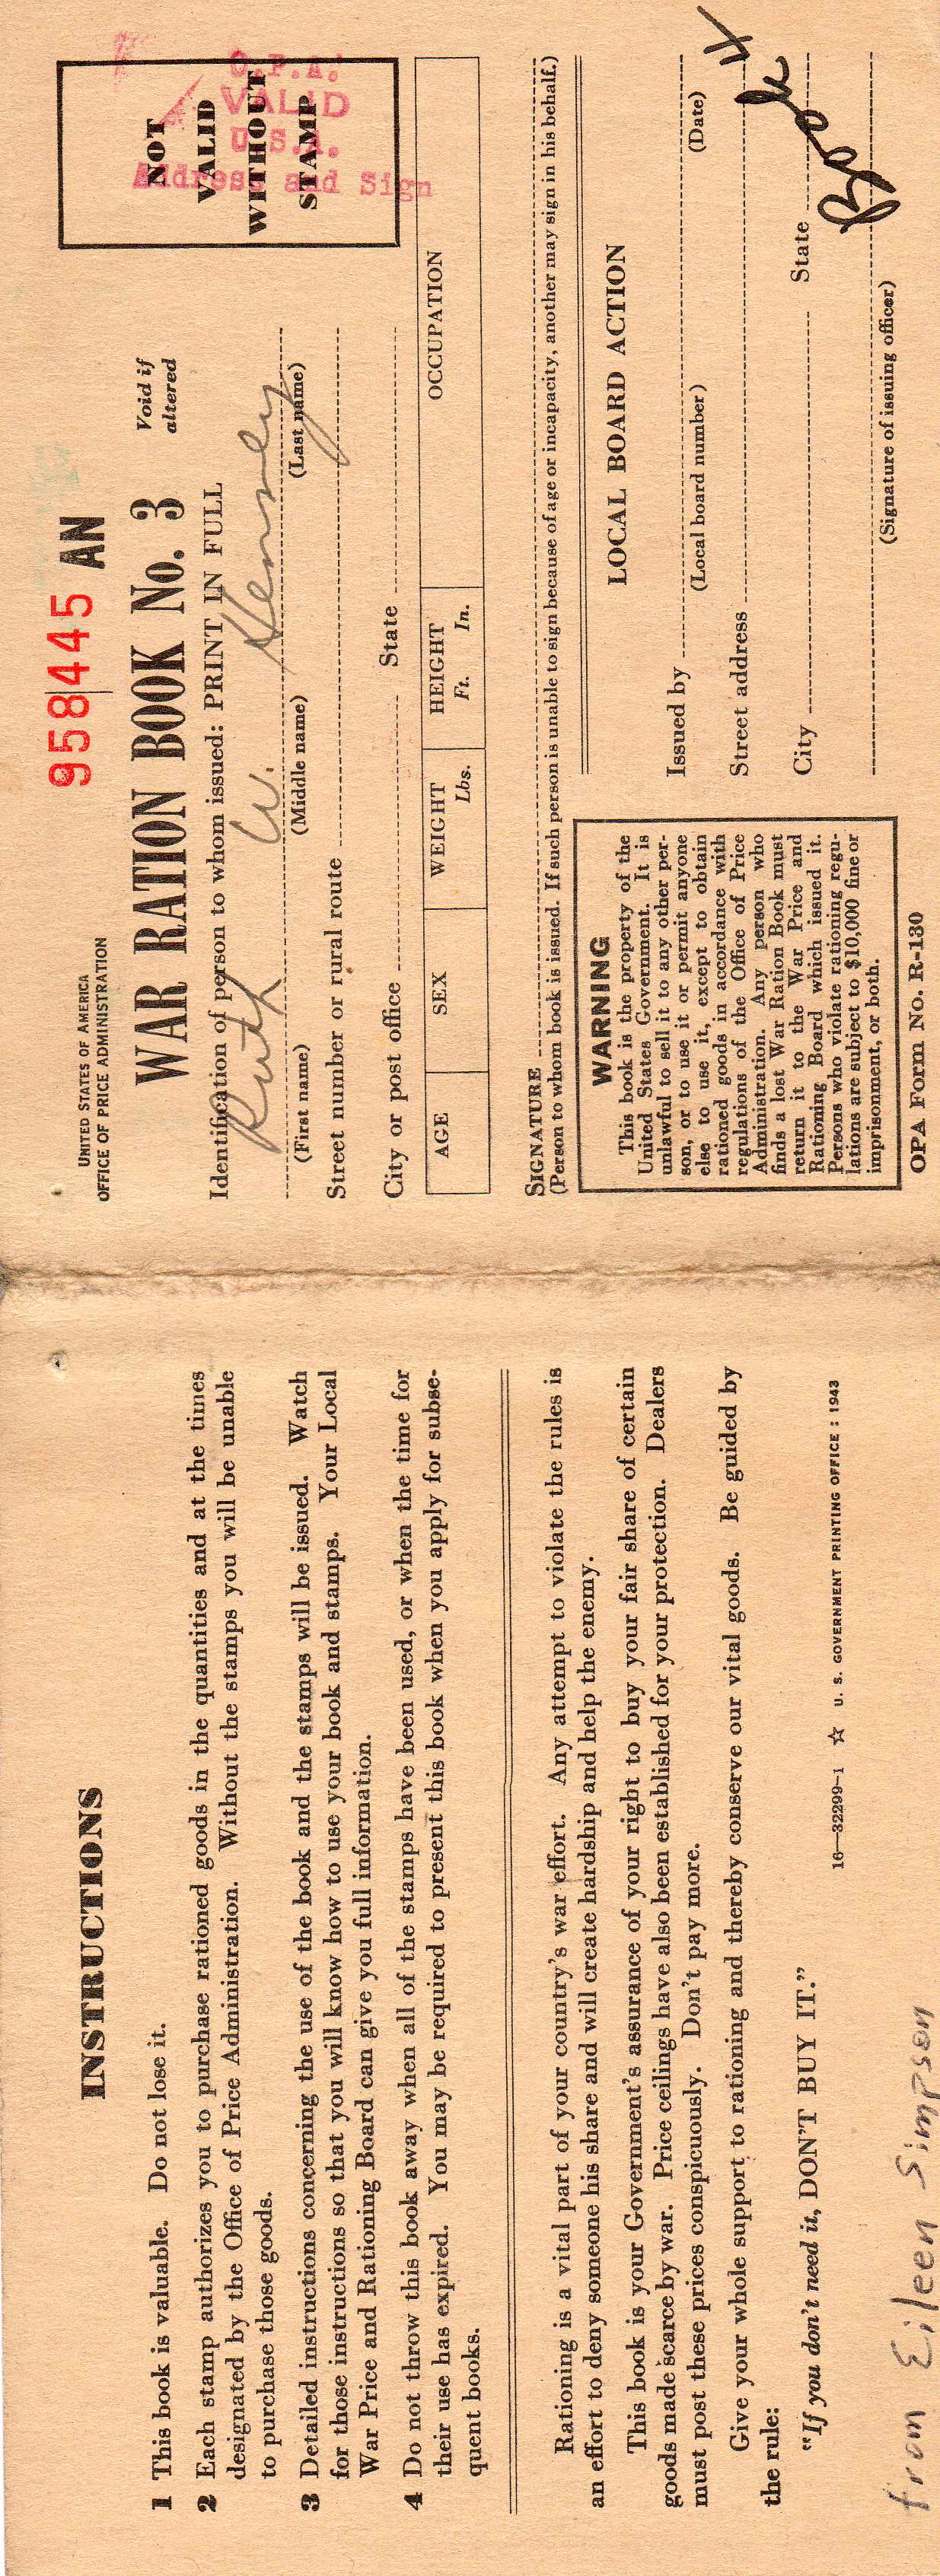 INSTRUCTIONS
1 This book is valuable. Do not lose it.
2 Each stamp authorizes you to purchase rationed goods in the quantities and at the times
designated by the Office of Price Administration. Without the stamps you will be unable
to purchase those goods.
3 Detailed instructions concerning the use of the book and the stamps will be issued. Watch
for those instructions so that you will know how to use your book and stamps. Your Local
War Price and Rationing Board can give you full information.
4 Do not throw this book away when all of the stamps have been used, or when the time for
their use has expired. You may be required to present this book when you apply for subse-
quent books.
Rationing is a vital part of your country's war effort. Any attempt to violate the rules is
an effort to deny someone his share and will create hardship and help the enemy.
This book is your Government's assurance of your right to buy your fair share of certain
goods made scarce by war. Price ceilings have also been established for your protection. Dealers
must post these prices conspicuously. Don't pay more.
Give your whole support to rationing and thereby conserve our vital goods. Be guided by
the rule:
"If you don't need it, DON'T BUY IT."
16—32299-1 ☆ U. S. GOVERNMENT PRINTING OFFICE : 1943
from Eileen Simpson
UNITED STATES OF AMERICA
OFFICE OF PRICE ADMINISTRATION
958445 AN
WAR RATION BOOK No. 3
Void if
altered
NOT
VALID
WITHOUT
STAMP
O.P.A.
VALID
U.S.A.
Address and Sign
Identification of person to whom issued: PRINT IN FULL
Ruth W.
(First name) (Middle name) (Last name)
Street number or rural route
City or post office State
AGE SEX WEIGHT HEIGHT OCCUPATION
Lbs. Ft. In.
SIGNATURE
(Person to whom book is issued. If such person is unable to sign because of age or incapacity, another may sign in his behalf.)
WARNING
This book is the property of the
United States Government. It is
unlawful to sell it to any other per-
son, or to use it or permit anyone
else to use it, except to obtain
rationed goods in accordance with
regulations of the Office of Price
Administration. Any person who
finds a lost War Ration Book must
return it to the War Price and
Rationing Board which issued it.
Persons who violate rationing regu-
lations are subject to $10,000 fine or
imprisonment, or both.
OPA Form No. R-130
LOCAL BOARD ACTION
Issued by
(Local board number) (Date)
Street address
City State
(Signature of issuing officer)
Book 4